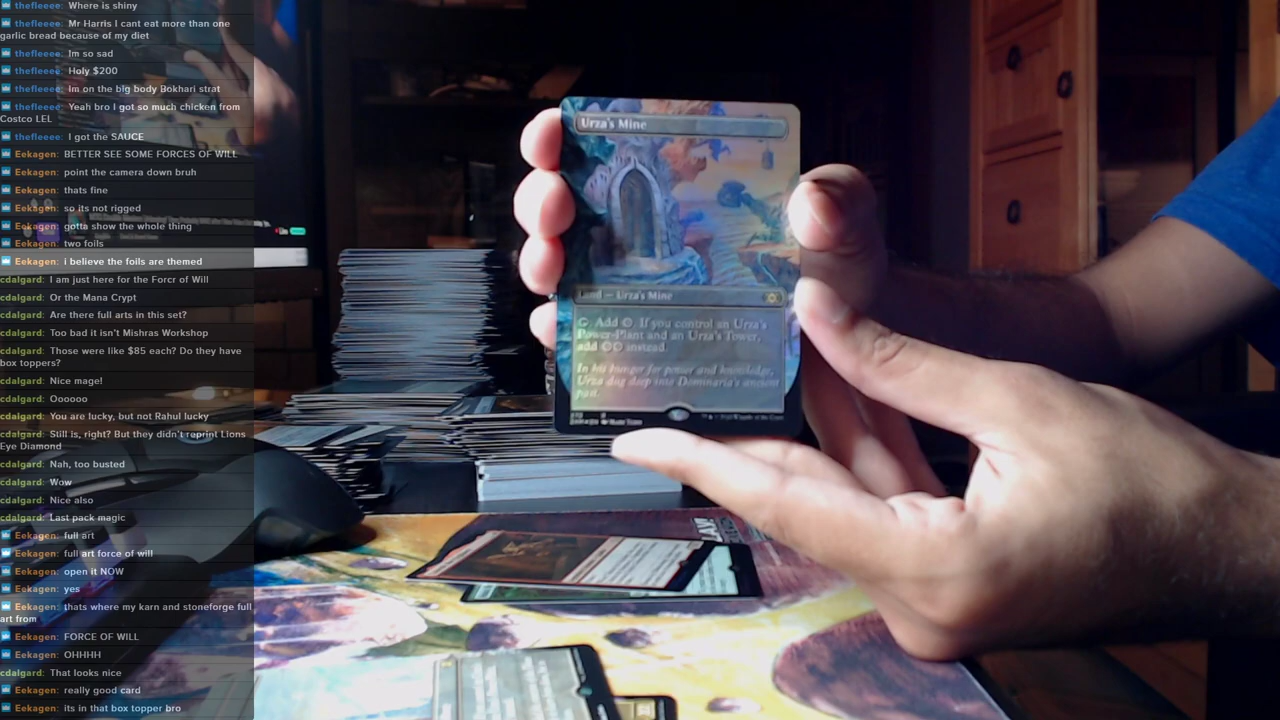 thefleeee: Where is shiny
thefleeee: Mr Harris I cant eat more than one
garlic bread because of my diet
thefleeee: Im so sad
thefleeee: Holy $200
thefleeee: Im on the big body Bokhari strat
thefleeee: Yeah bro I got so much chicken from
Costco LEL
thefleeee: I got the SAUCE
Eekagen: BETTER SEE SOME FORCES OF WILL
Eekagen: point the camera down bruh
Eekagen: thats fine
Eekagen: so its not rigged
Eekagen: gotta show the whole thing
Eekagen: two foils
Eekagen: i believe the foils are themed
cdalgard: I am just here for the Forcr of Will
cdalgard: Or the Mana Crypt
cdalgard: Are there full arts in this set?
cdalgard: Too bad it isn't Mishras Workshop
cdalgard: Those were like $85 each? Do they have
box toppers?
cdalgard: Nice mage!
cdalgard: Oooooo
cdalgard: You are lucky, but not Rahul lucky
cdalgard: Still is, right? But they didn't reprint Lions
Eye Diamond
cdalgard: Nah, too busted
cdalgard: Wow
cdalgard: Nice also
cdalgard: Last pack magic
Eekagen: full art
Eekagen: full art force of will
Eekagen: open it NOW
Eekagen: yes
Eekagen: thats where my karn and stoneforge full
art from
Eekagen: FORCE OF WILL
Eekagen: OHHHH
cdalgard: That looks nice
Eekagen: really good card
Eekagen: its in that box topper bro
Urza's Mine
Land — Urza's Mine
Add. If you control an Urza's
Power-Plant and an Urza's Tower,
add instead.
In his hunger for power and knowledge,
Urza dug deep into Dominaria's ancient
past.